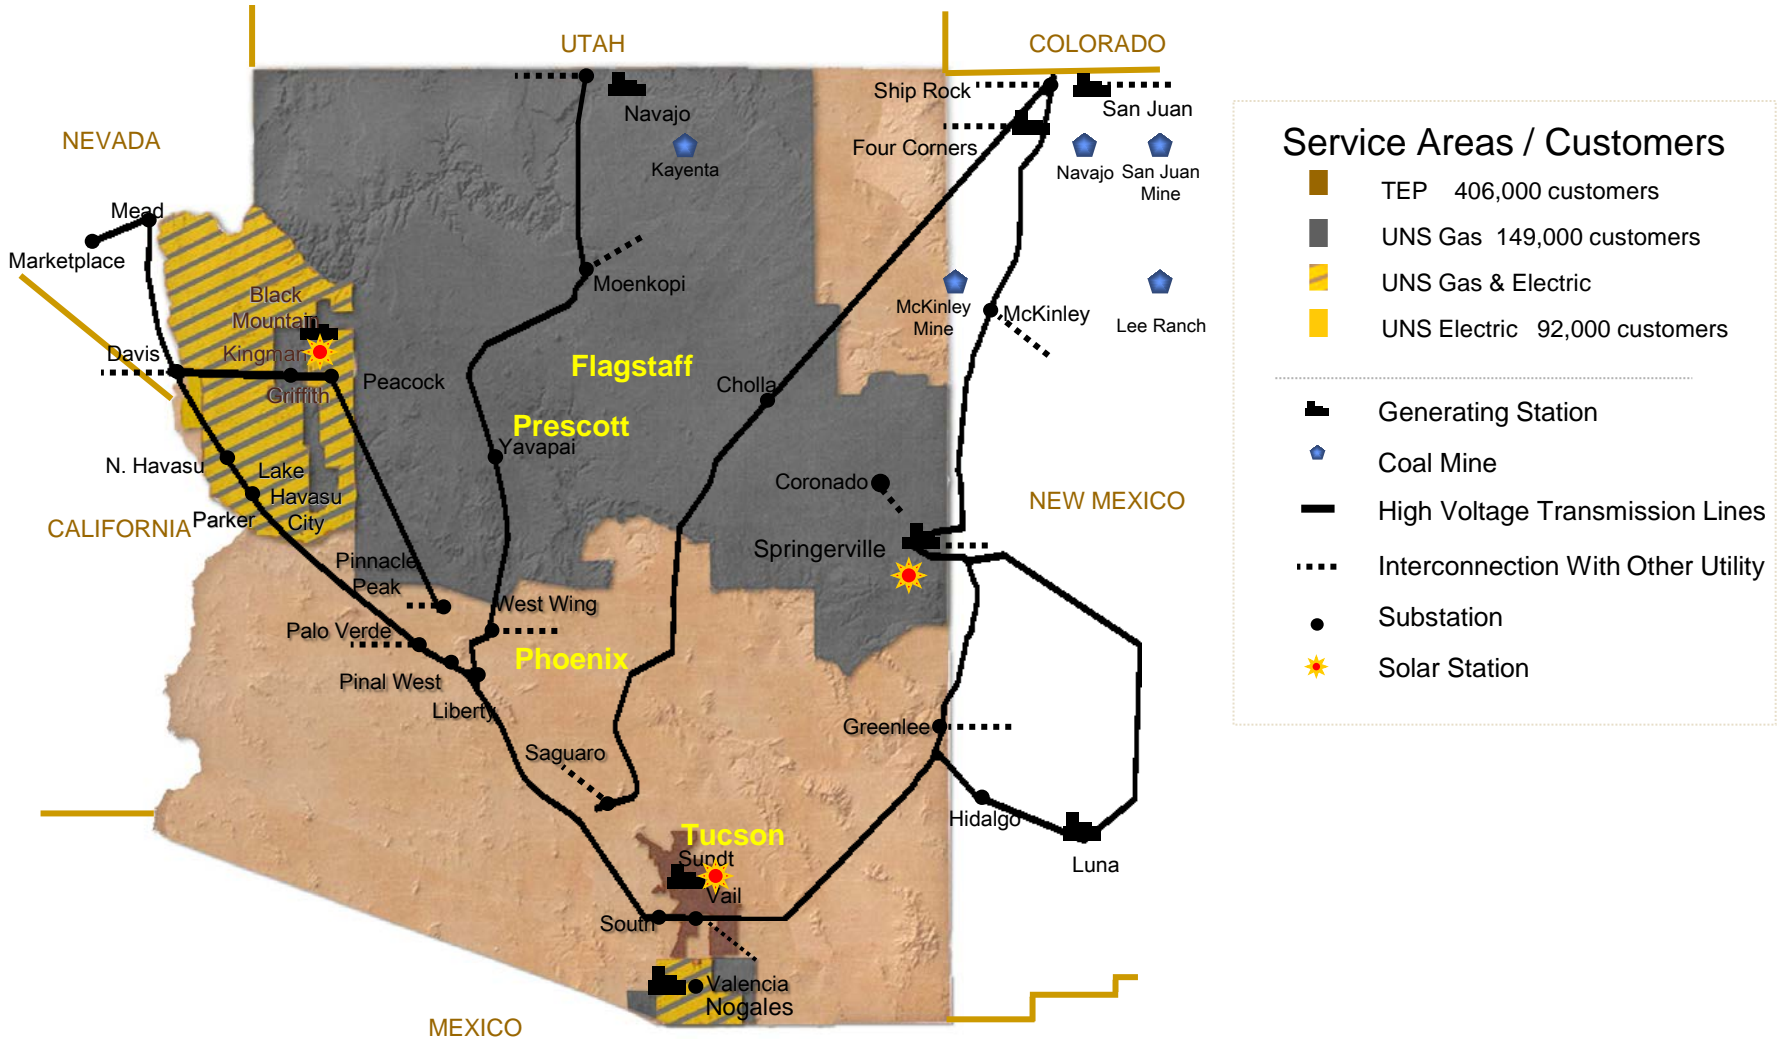 UTAH
COLORADO
Ship Rock
San Juan
Navajo
NEVADA
Four Corners
Kayenta
Navajo
San Juan
Mine
Mead
Marketplace
Moenkopi
Black
Mountain
McKinley
Mine
McKinley
Lee Ranch
Davis
Kingman
Flagstaff
Peacock
Cholla
Griffith
Prescott
Yavapai
N. Havasu
Lake
Havasu
City
Parker
CALIFORNIA
Coronado
NEW MEXICO
Springerville
Pinnacle
Peak
West Wing
Palo Verde
Phoenix
Pinal West
Liberty
Greenlee
Saguaro
Hidalgo
Tucson
Sundt
Luna
Vail
South
Valencia
Nogales
MEXICO
Service Areas / Customers
TEP 406,000 customers
UNS Gas 149,000 customers
UNS Gas & Electric
UNS Electric 92,000 customers
Generating Station
Coal Mine
High Voltage Transmission Lines
Interconnection With Other Utility
Substation
Solar Station